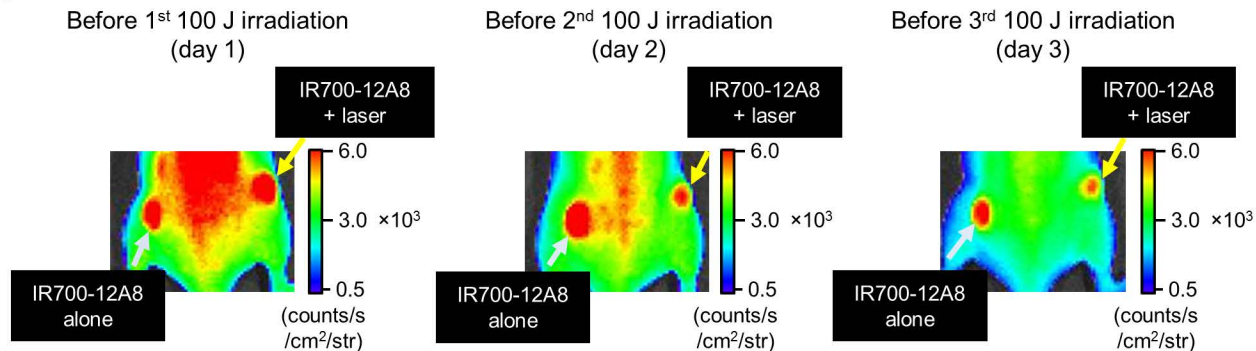 Before 1st 100 J irradiation
(day 1)
IR700-12A8
+ laser
6.0
3.0 ×10³
0.5
(counts/s
/cm²/str)
IR700-12A8
alone
Before 2nd 100 J irradiation
(day 2)
IR700-12A8
+ laser
6.0
3.0 ×10³
0.5
(counts/s
/cm²/str)
IR700-12A8
alone
Before 3rd 100 J irradiation
(day 3)
IR700-12A8
+ laser
6.0
3.0 ×10³
0.5
(counts/s
/cm²/str)
IR700-12A8
alone